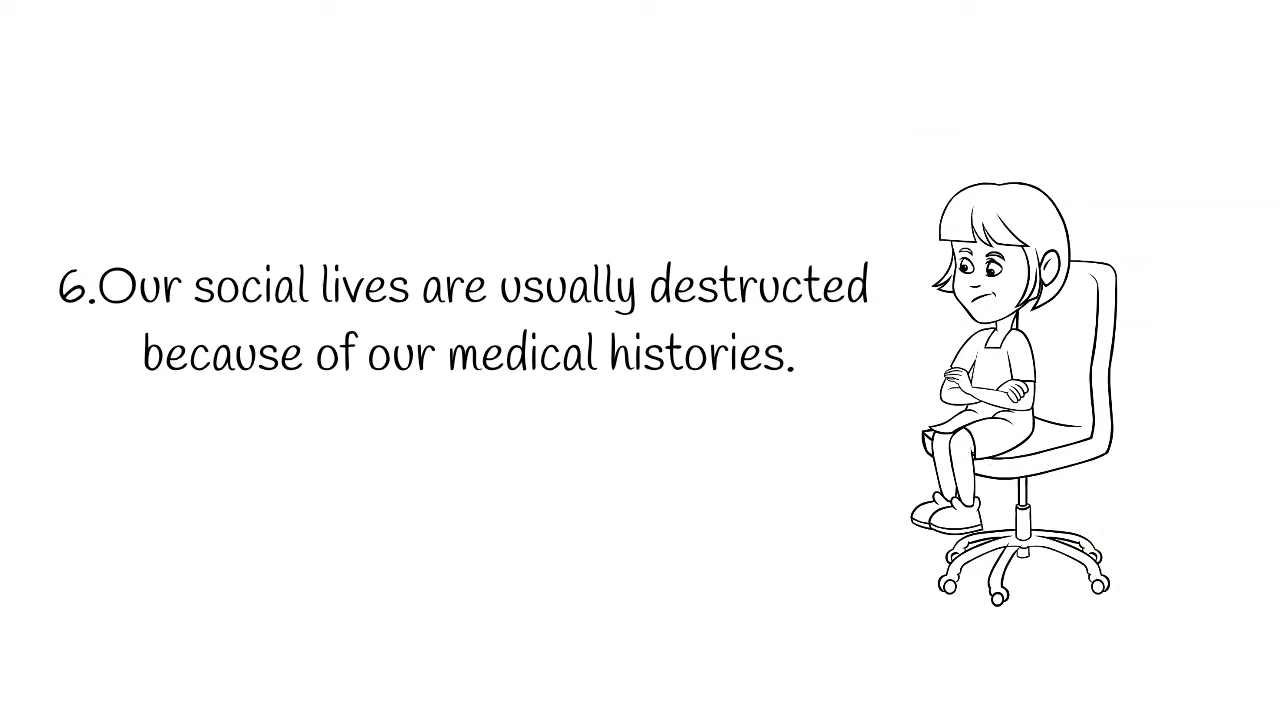 6.Our social lives are usually destructed
because of our medical histories.